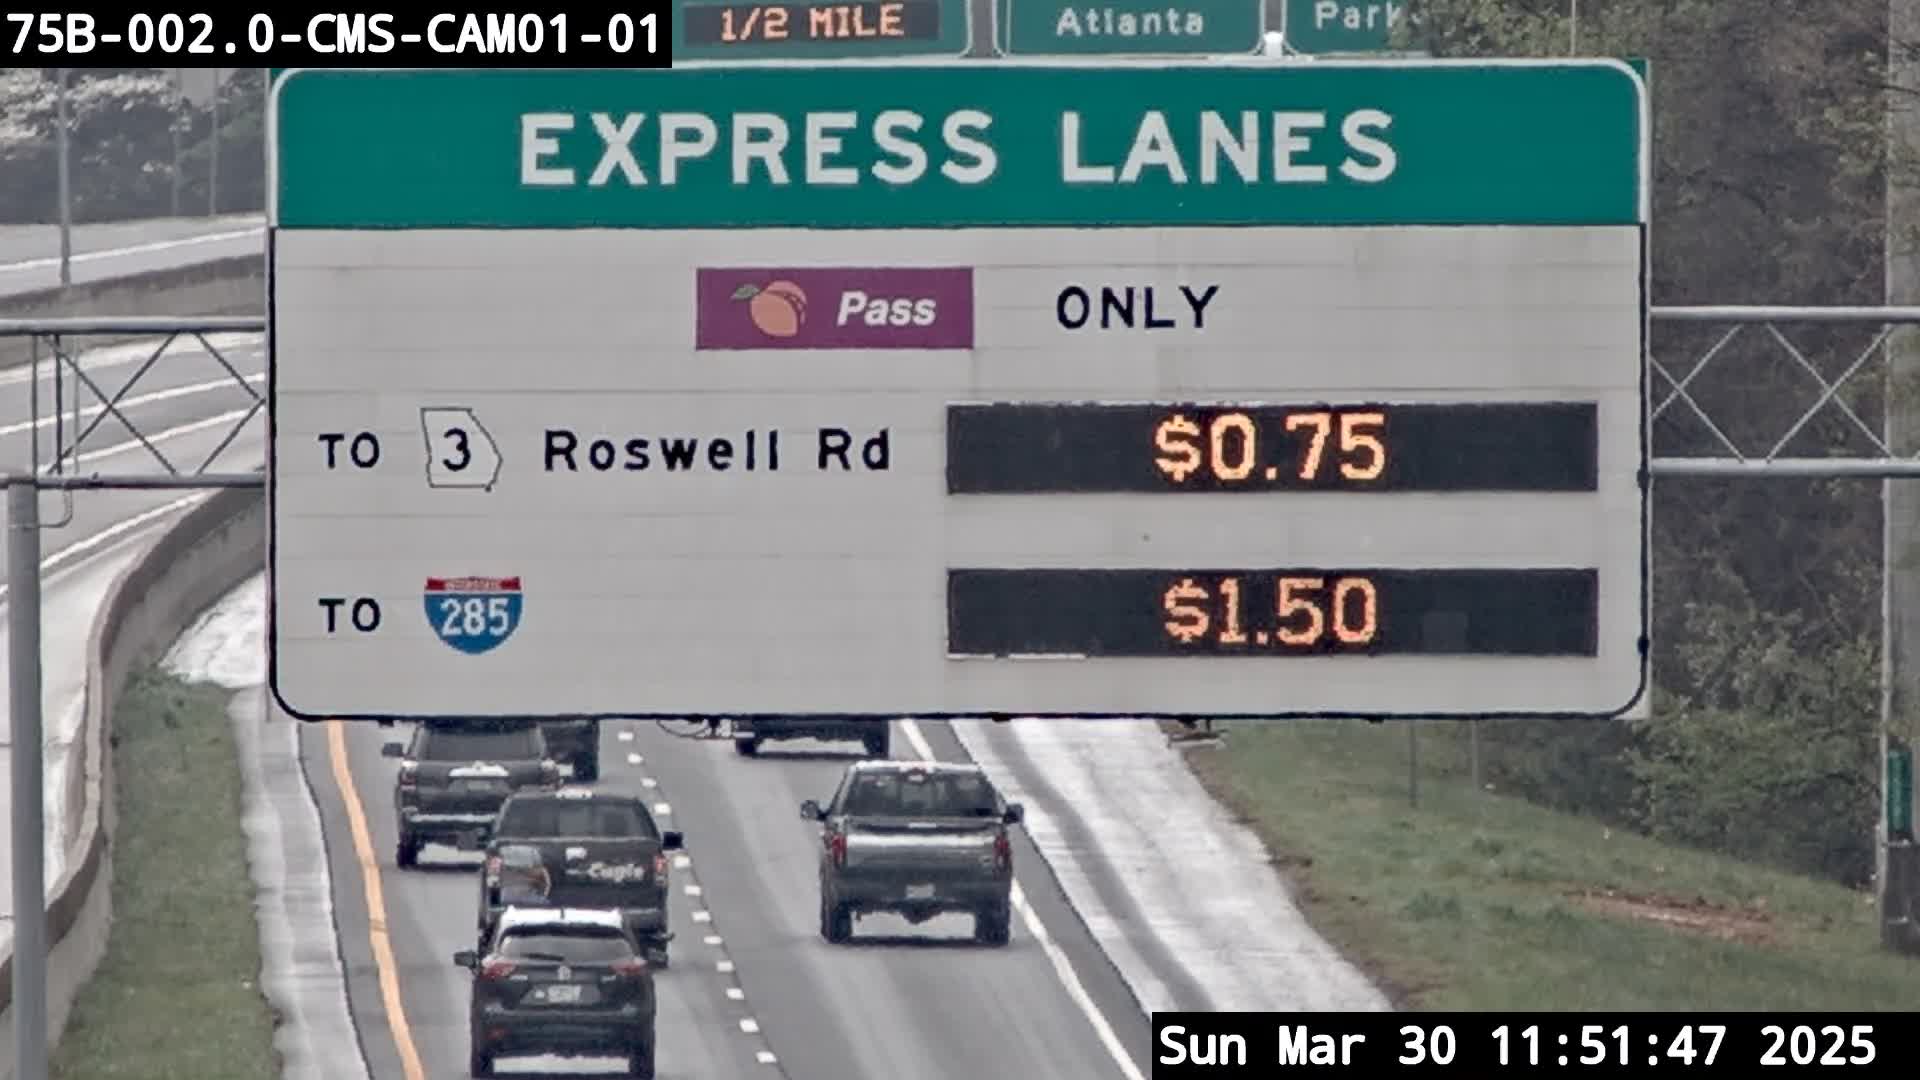 75B-002.0-CMS-CAM01-01
1/2 MILE
Atlanta
Park
EXPRESS LANES
Pass ONLY
TO 3 Roswell Rd $0.75
TO 285 $1.50
Sun Mar 30 11:51:47 2025